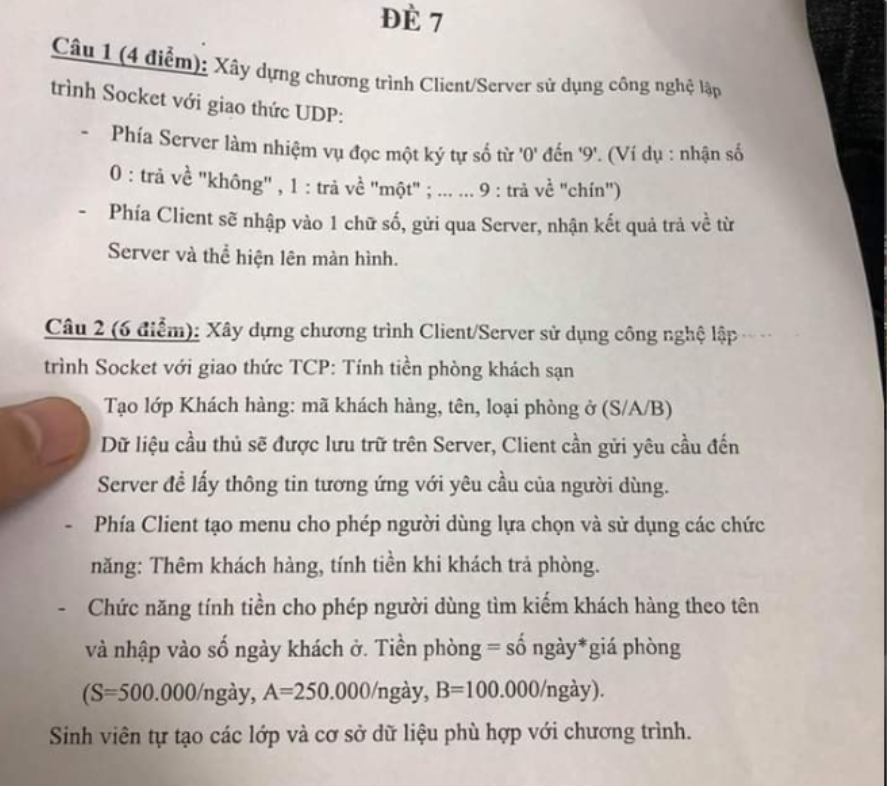 ĐỀ 7
Câu 1 (4 điểm): Xây dựng chương trình Client/Server sử dụng công nghệ lập
trình Socket với giao thức UDP:
- Phía Server làm nhiệm vụ đọc một ký tự số từ '0' đến '9'. (Ví dụ : nhận số
0 : trả về "không" , 1 : trả về "một" ; ... ... 9 : trả về "chín")
- Phía Client sẽ nhập vào 1 chữ số, gửi qua Server, nhận kết quả trả về từ
Server và thể hiện lên màn hình.
Câu 2 (6 điểm): Xây dựng chương trình Client/Server sử dụng công nghệ lập
trình Socket với giao thức TCP: Tính tiền phòng khách sạn
Tạo lớp Khách hàng: mã khách hàng, tên, loại phòng ở (S/A/B)
Dữ liệu cầu thủ sẽ được lưu trữ trên Server, Client cần gửi yêu cầu đến
Server để lấy thông tin tương ứng với yêu cầu của người dùng.
- Phía Client tạo menu cho phép người dùng lựa chọn và sử dụng các chức
năng: Thêm khách hàng, tính tiền khi khách trả phòng.
- Chức năng tính tiền cho phép người dùng tìm kiếm khách hàng theo tên
và nhập vào số ngày khách ở. Tiền phòng = số ngày*giá phòng
(S=500.000/ngày, A=250.000/ngày, B=100.000/ngày).
Sinh viên tự tạo các lớp và cơ sở dữ liệu phù hợp với chương trình.